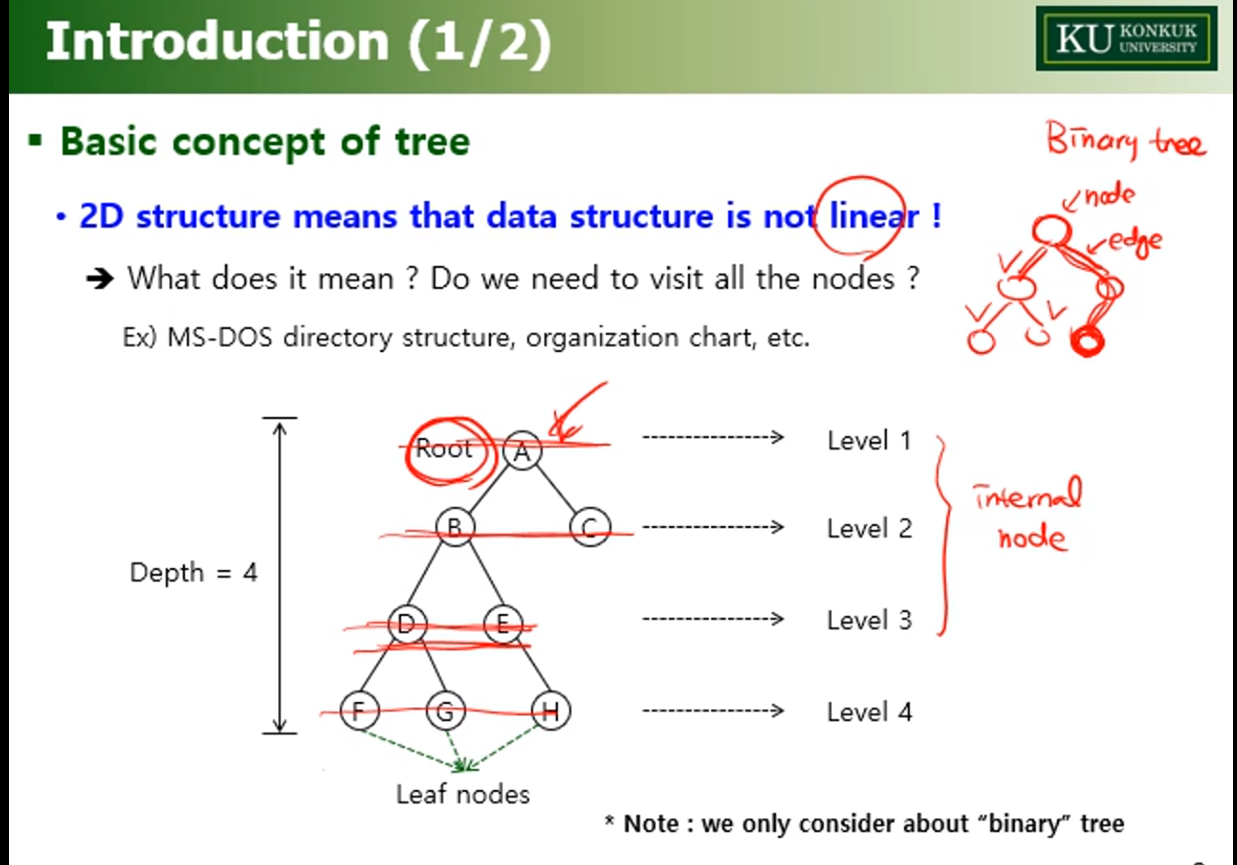 Introduction (1/2)
KU KONKUK
UNIVERSITY
▪ Basic concept of tree
Binary tree
• 2D structure means that data structure is not linear !
node
edge
➔ What does it mean ? Do we need to visit all the nodes ?
Ex) MS-DOS directory structure, organization chart, etc.
Root A Level 1
B C Level 2
internal
node
Depth = 4
D E Level 3
F G H Level 4
Leaf nodes
* Note : we only consider about “binary” tree